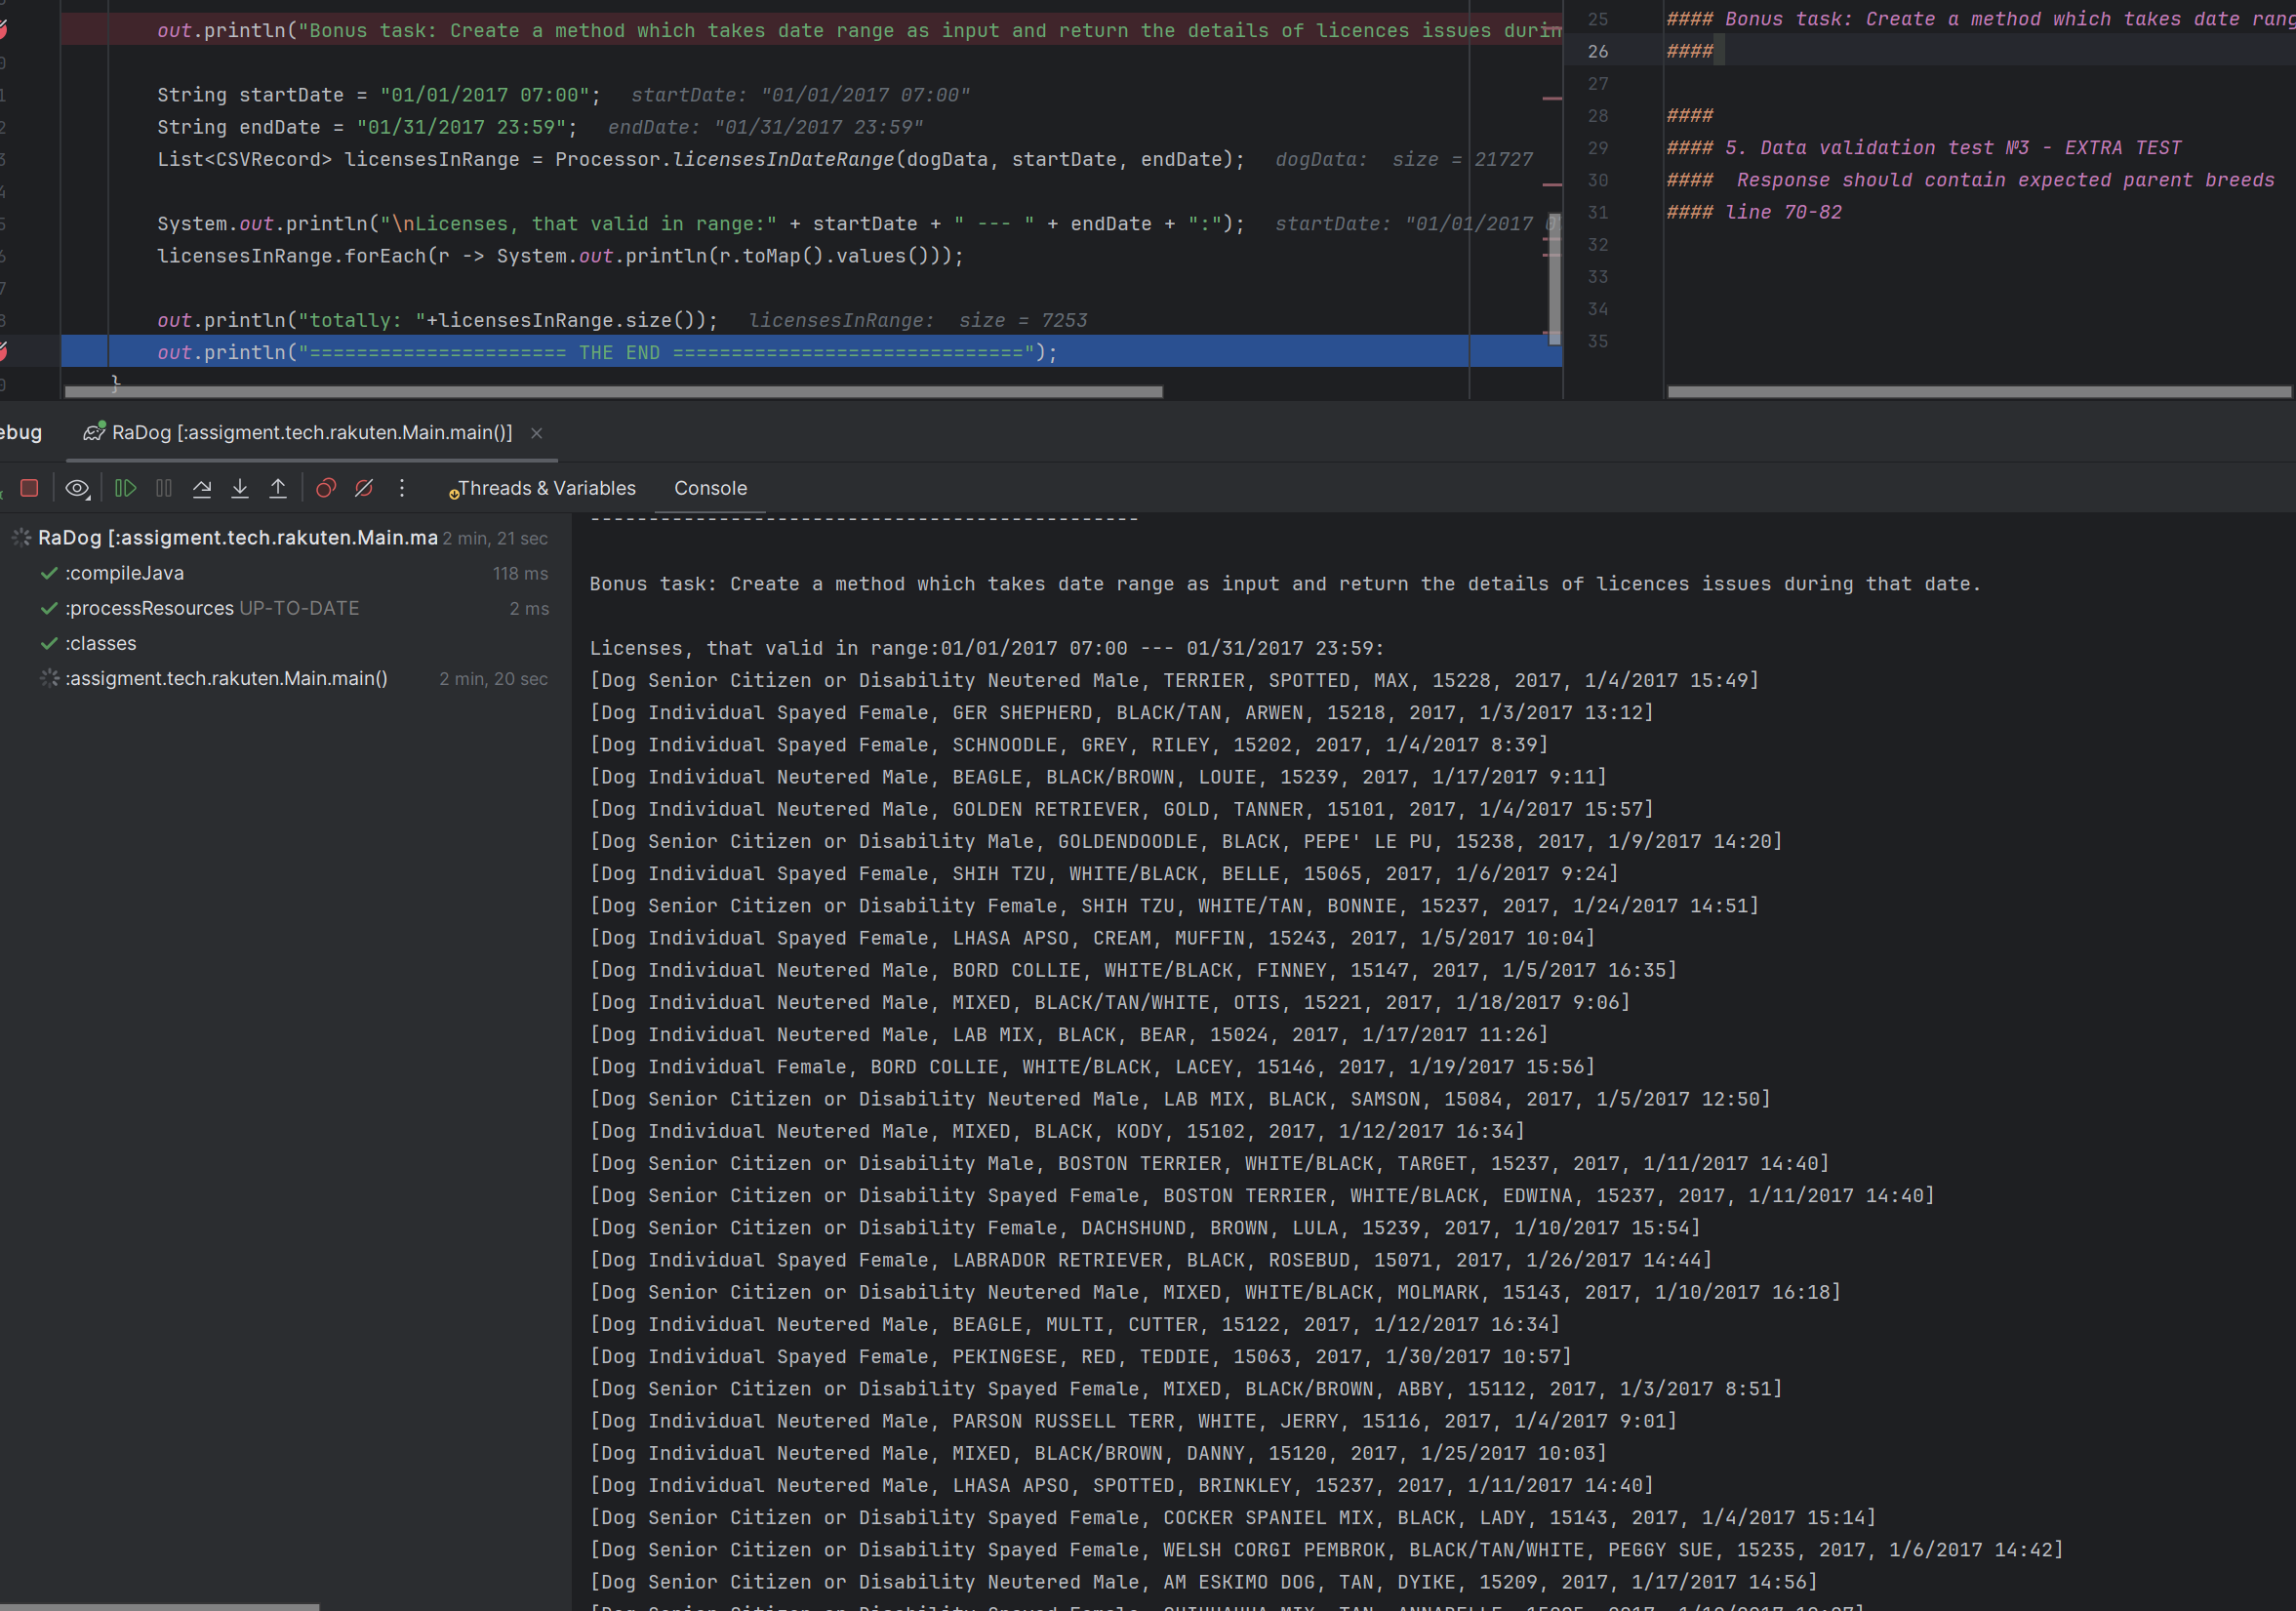 out.println("Bonus task: Create a method which takes date range as input and return the details of licences issues durin
String startDate = "01/01/2017 07:00";   startDate: "01/01/2017 07:00"
String endDate = "01/31/2017 23:59";   endDate: "01/31/2017 23:59"
List<CSVRecord> licensesInRange = Processor.licensesInDateRange(dogData, startDate, endDate);   dogData:  size = 21727
System.out.println("\nLicenses, that valid in range:" + startDate + " --- " + endDate + ":");   startDate: "01/01/2017 0
licensesInRange.forEach(r -> System.out.println(r.toMap().values()));
out.println("totally: "+licensesInRange.size());   licensesInRange:  size = 7253
out.println("====================== THE END ==============================");
}
25 #### Bonus task: Create a method which takes date rang
26 ####
27
28 ####
29 #### 5. Data validation test №3 - EXTRA TEST
30 ####  Response should contain expected parent breeds
31 #### line 70-82
32
33
34
35
ebug
RaDog [:assigment.tech.rakuten.Main.main()]
Threads & Variables
Console
RaDog [:assigment.tech.rakuten.Main.ma 2 min, 21 sec
:compileJava 118 ms
:processResources UP-TO-DATE 2 ms
:classes
:assigment.tech.rakuten.Main.main() 2 min, 20 sec
-----------------------------------------------
Bonus task: Create a method which takes date range as input and return the details of licences issues during that date.
Licenses, that valid in range:01/01/2017 07:00 --- 01/31/2017 23:59:
[Dog Senior Citizen or Disability Neutered Male, TERRIER, SPOTTED, MAX, 15228, 2017, 1/4/2017 15:49]
[Dog Individual Spayed Female, GER SHEPHERD, BLACK/TAN, ARWEN, 15218, 2017, 1/3/2017 13:12]
[Dog Individual Spayed Female, SCHNOODLE, GREY, RILEY, 15202, 2017, 1/4/2017 8:39]
[Dog Individual Neutered Male, BEAGLE, BLACK/BROWN, LOUIE, 15239, 2017, 1/17/2017 9:11]
[Dog Individual Neutered Male, GOLDEN RETRIEVER, GOLD, TANNER, 15101, 2017, 1/4/2017 15:57]
[Dog Senior Citizen or Disability Male, GOLDENDOODLE, BLACK, PEPE' LE PU, 15238, 2017, 1/9/2017 14:20]
[Dog Individual Spayed Female, SHIH TZU, WHITE/BLACK, BELLE, 15065, 2017, 1/6/2017 9:24]
[Dog Senior Citizen or Disability Female, SHIH TZU, WHITE/TAN, BONNIE, 15237, 2017, 1/24/2017 14:51]
[Dog Individual Spayed Female, LHASA APSO, CREAM, MUFFIN, 15243, 2017, 1/5/2017 10:04]
[Dog Individual Neutered Male, BORD COLLIE, WHITE/BLACK, FINNEY, 15147, 2017, 1/5/2017 16:35]
[Dog Individual Neutered Male, MIXED, BLACK/TAN/WHITE, OTIS, 15221, 2017, 1/18/2017 9:06]
[Dog Individual Neutered Male, LAB MIX, BLACK, BEAR, 15024, 2017, 1/17/2017 11:26]
[Dog Individual Female, BORD COLLIE, WHITE/BLACK, LACEY, 15146, 2017, 1/19/2017 15:56]
[Dog Senior Citizen or Disability Neutered Male, LAB MIX, BLACK, SAMSON, 15084, 2017, 1/5/2017 12:50]
[Dog Individual Neutered Male, MIXED, BLACK, KODY, 15102, 2017, 1/12/2017 16:34]
[Dog Senior Citizen or Disability Male, BOSTON TERRIER, WHITE/BLACK, TARGET, 15237, 2017, 1/11/2017 14:40]
[Dog Senior Citizen or Disability Spayed Female, BOSTON TERRIER, WHITE/BLACK, EDWINA, 15237, 2017, 1/11/2017 14:40]
[Dog Senior Citizen or Disability Female, DACHSHUND, BROWN, LULA, 15239, 2017, 1/10/2017 15:54]
[Dog Individual Spayed Female, LABRADOR RETRIEVER, BLACK, ROSEBUD, 15071, 2017, 1/26/2017 14:44]
[Dog Senior Citizen or Disability Neutered Male, MIXED, WHITE/BLACK, MOLMARK, 15143, 2017, 1/10/2017 16:18]
[Dog Individual Neutered Male, BEAGLE, MULTI, CUTTER, 15122, 2017, 1/12/2017 16:34]
[Dog Individual Spayed Female, PEKINGESE, RED, TEDDIE, 15063, 2017, 1/30/2017 10:57]
[Dog Senior Citizen or Disability Spayed Female, MIXED, BLACK/BROWN, ABBY, 15112, 2017, 1/3/2017 8:51]
[Dog Individual Neutered Male, PARSON RUSSELL TERR, WHITE, JERRY, 15116, 2017, 1/4/2017 9:01]
[Dog Individual Neutered Male, MIXED, BLACK/BROWN, DANNY, 15120, 2017, 1/25/2017 10:03]
[Dog Individual Neutered Male, LHASA APSO, SPOTTED, BRINKLEY, 15237, 2017, 1/11/2017 14:40]
[Dog Senior Citizen or Disability Spayed Female, COCKER SPANIEL MIX, BLACK, LADY, 15143, 2017, 1/4/2017 15:14]
[Dog Senior Citizen or Disability Spayed Female, WELSH CORGI PEMBROK, BLACK/TAN/WHITE, PEGGY SUE, 15235, 2017, 1/6/2017 14:42]
[Dog Senior Citizen or Disability Neutered Male, AM ESKIMO DOG, TAN, DYIKE, 15209, 2017, 1/17/2017 14:56]